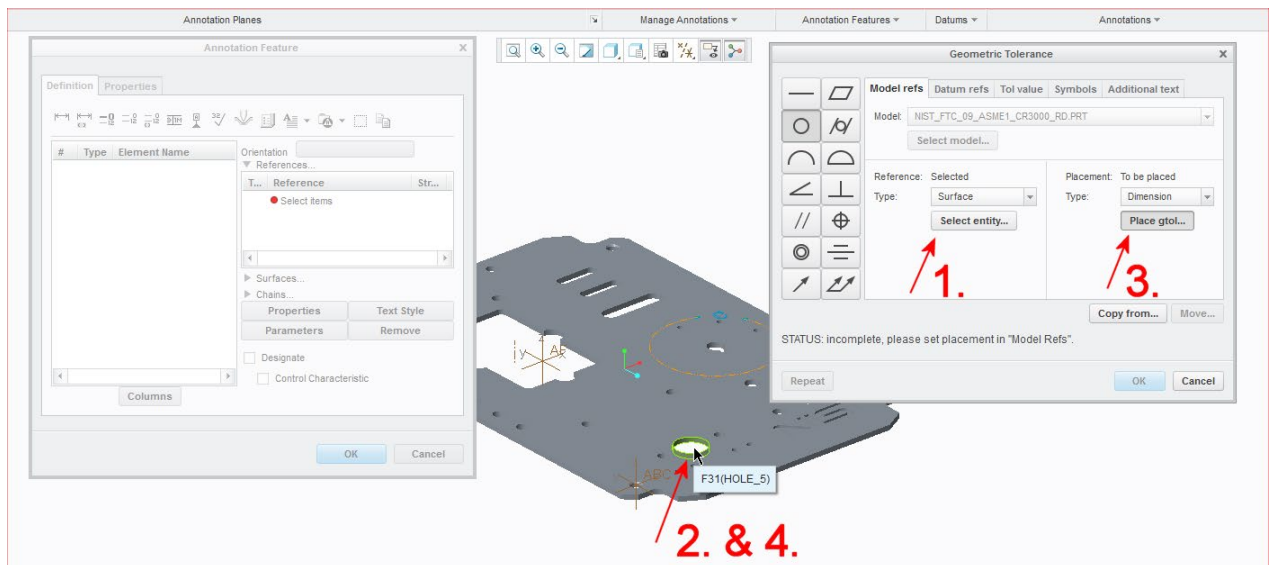 Annotation Planes
Manage Annotations
Annotation Features
Datums
Annotations
Annotation Feature
X
Definition
Properties
#
Type
Element Name
Orientation
References...
T...
Reference
Str...
Select items
Surfaces...
Chains...
Properties
Text Style
Parameters
Remove
Designate
Control Characteristic
Columns
OK
Cancel
Geometric Tolerance
X
Model refs
Datum refs
Tol value
Symbols
Additional text
Model:
NIST_FTC_09_ASME1_CR3000_RD.PRT
Select model...
Reference: Selected
Type:
Surface
Select entity...
Placement: To be placed
Type:
Dimension
Place gtol...
1.
3.
Copy from...
Move...
STATUS: incomplete, please set placement in "Model Refs".
Repeat
OK
Cancel
y
ABC
F31(HOLE_5)
2. & 4.